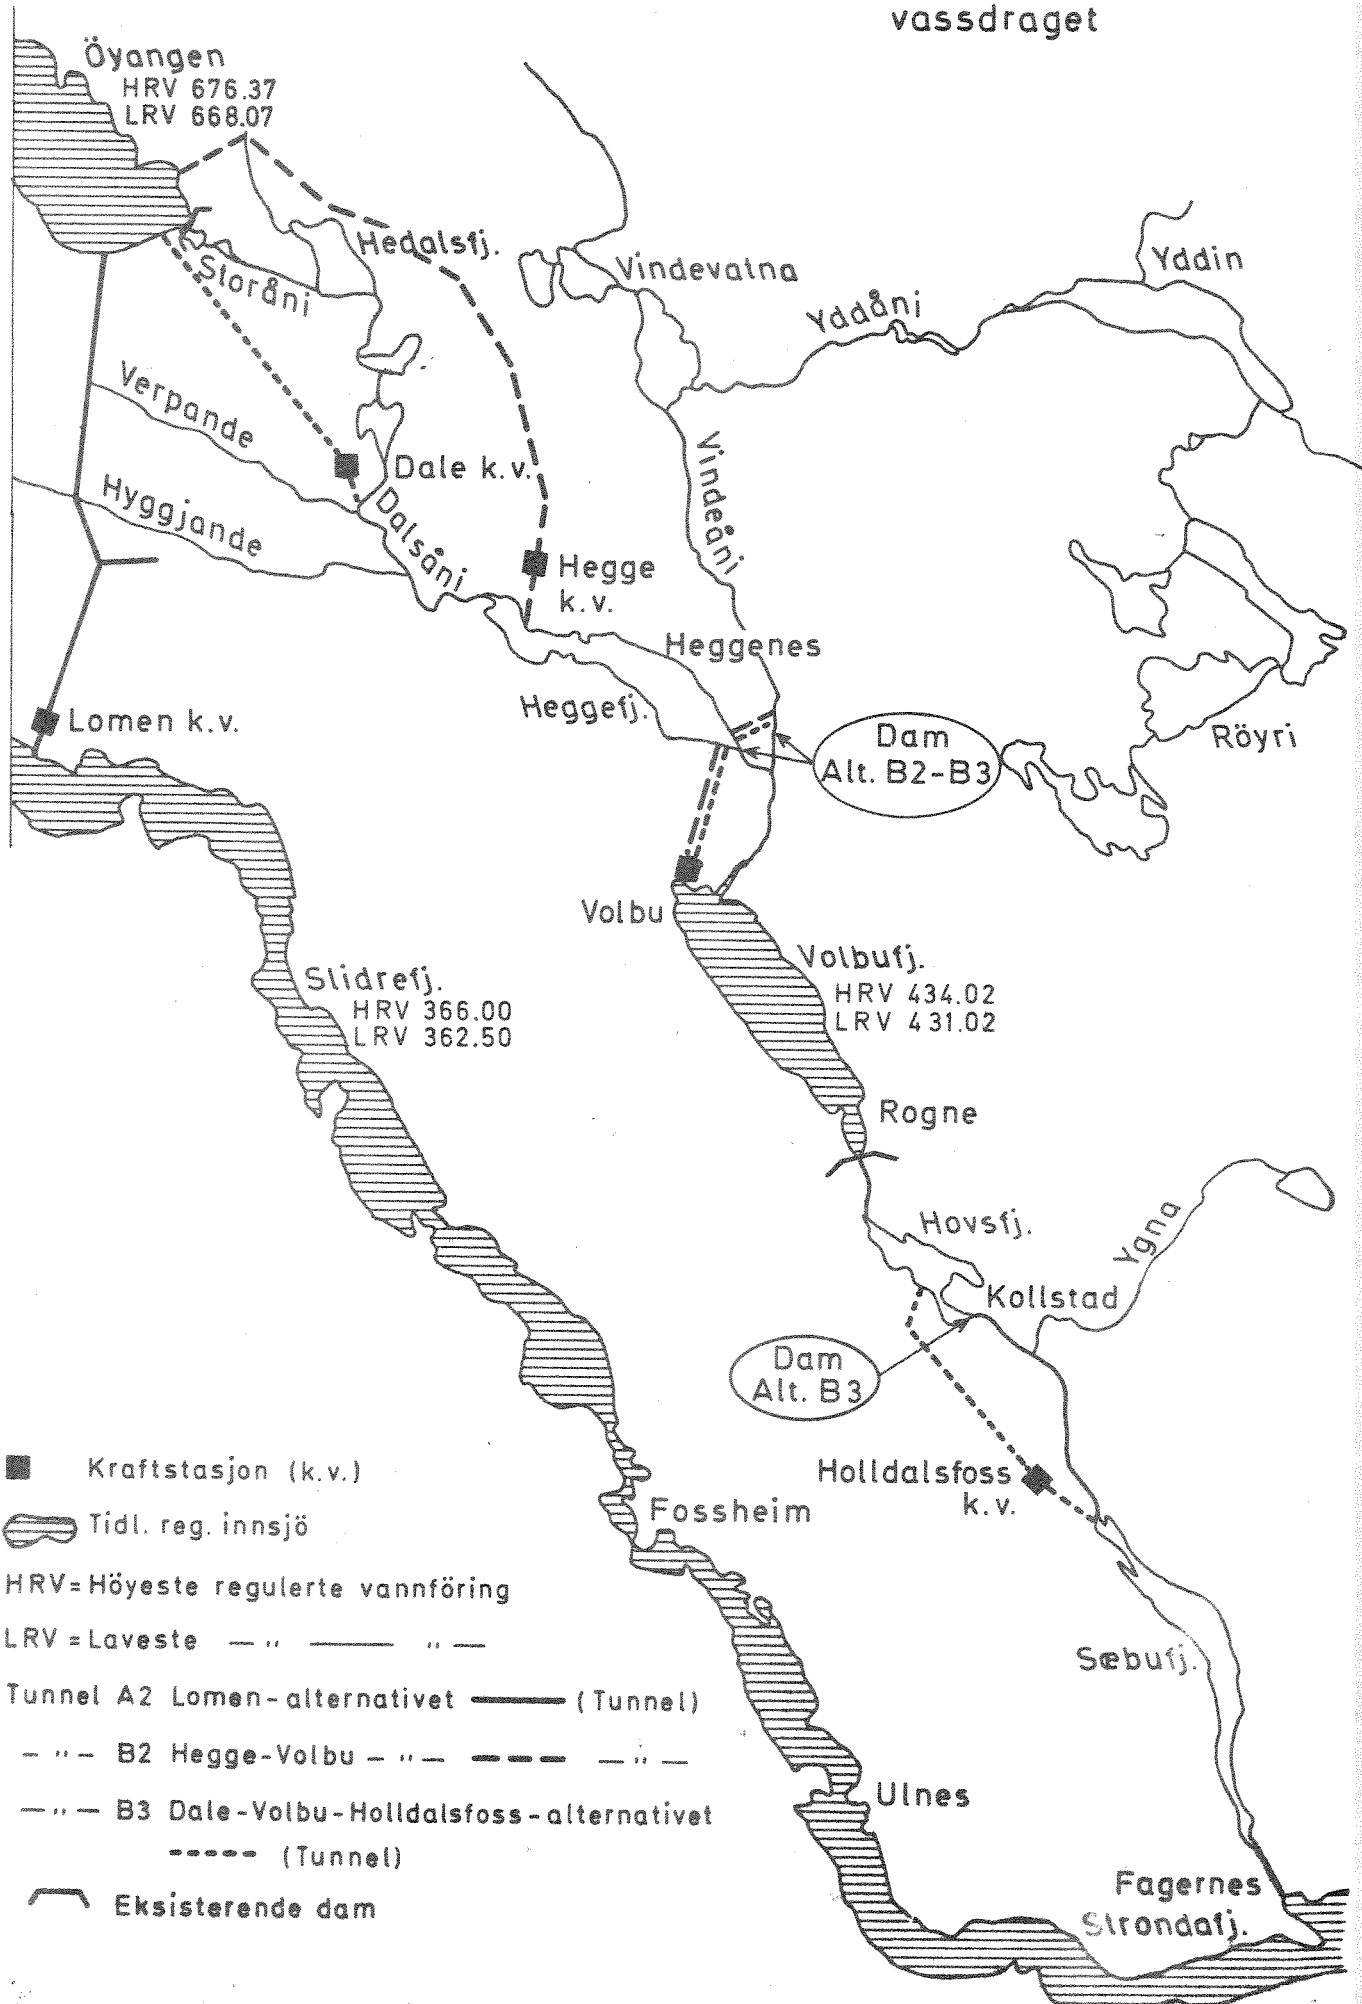 vassdraget
Öyangen
HRV 676.37
LRV 668.07
Hedalsfj.
Storåni
Vindevatna
Yddin
Yddåni
Verpande
Dale k.v.
Vindeåni
Hyggjande
Dalsåni
Hegge
k.v.
Heggenes
Heggefj.
Lomen k.v.
Dam
Alt. B2-B3
Röyri
Volbu
Volbufj.
HRV 434.02
LRV 431.02
Slidrefj.
HRV 366.00
LRV 362.50
Rogne
Hovsfj.
Ygna
Kollstad
Dam
Alt. B3
Holldalsfoss
k.v.
Fossheim
Sæbufj.
Ulnes
Fagernes
Strondafj.
Kraftstasjon (k.v.)
Tidl. reg. innsjö
HRV = Höyeste regulerte vannföring
LRV = Laveste — " —— " —
Tunnel A2 Lomen-alternativet (Tunnel)
— " — B2 Hegge-Volbu — " — — " —
— " — B3 Dale-Volbu-Holldalsfoss-alternativet
(Tunnel)
Eksisterende dam